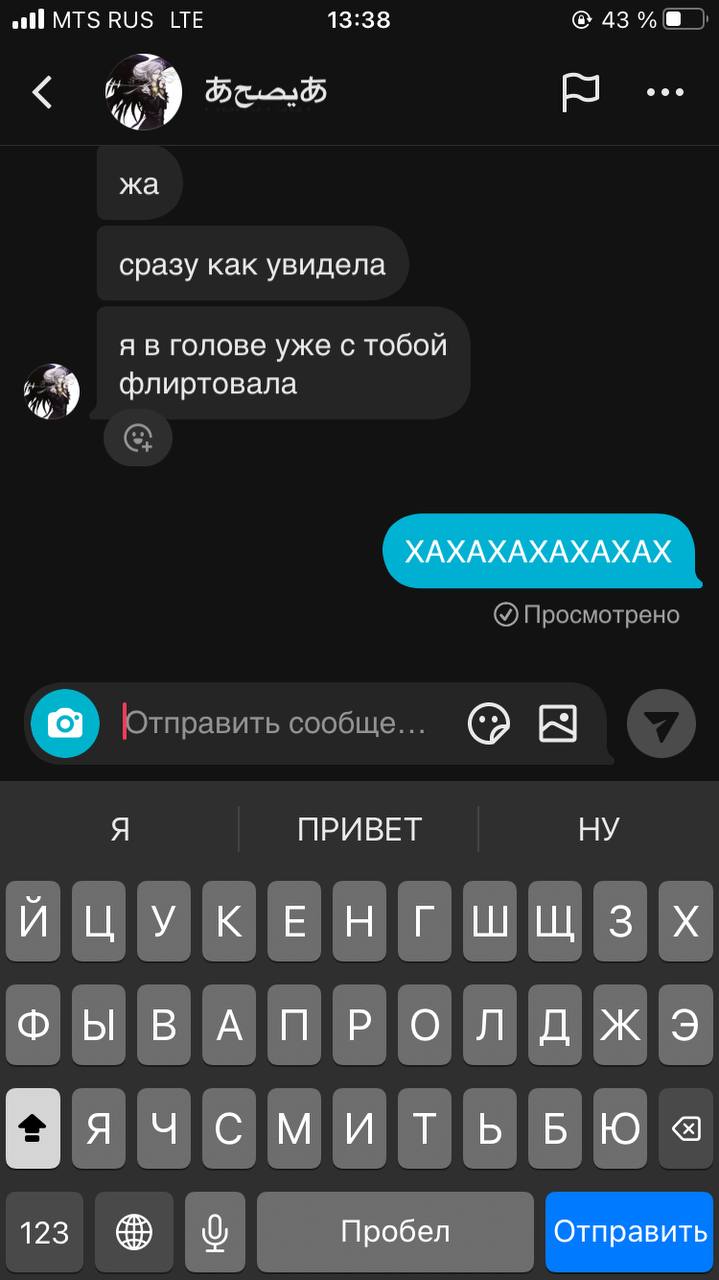 MTS RUS LTE 13:38 43 %
あيصحあ
жа
сразу как увидела
я в голове уже с тобой
флиртовала
ХАХАХАХАХАХАХ
Просмотрено
Отправить сообще...
Я ПРИВЕТ НУ
Й Ц У К Е Н Г Ш Щ З Х
Ф Ы В А П Р О Л Д Ж Э
Я Ч С М И Т Ь Б Ю
123 Пробел Отправить